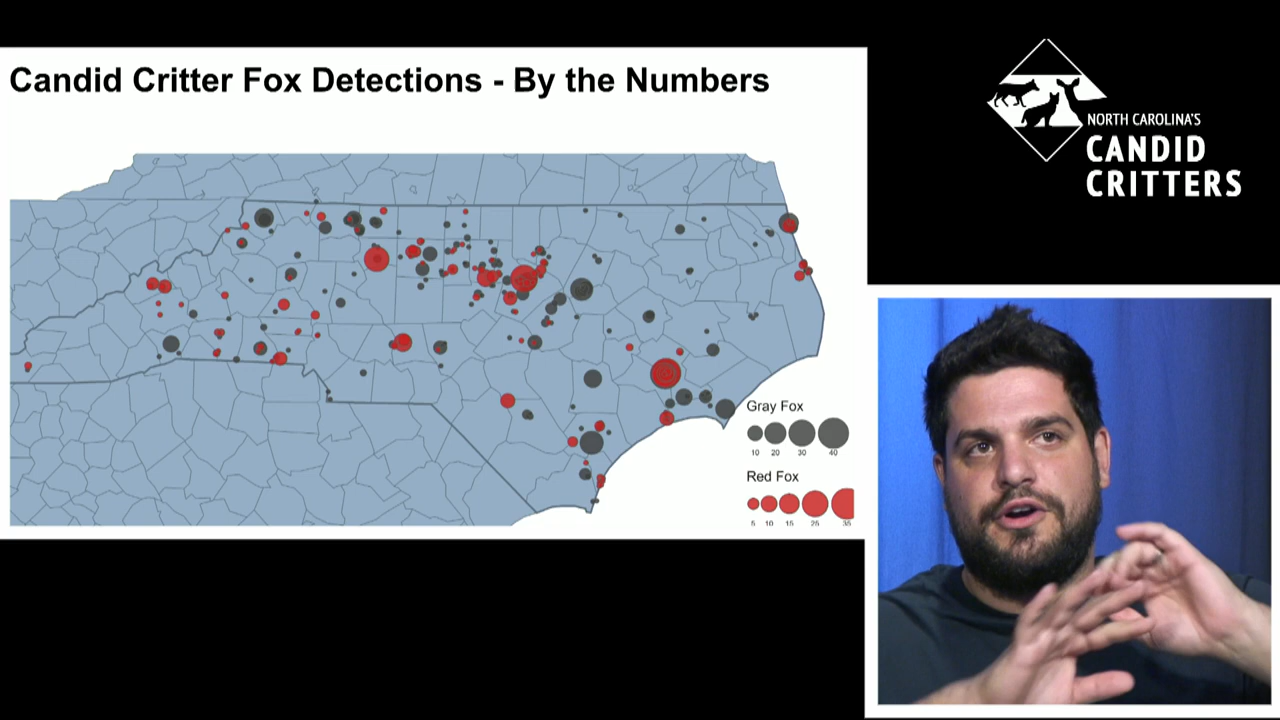 Candid Critter Fox Detections - By the Numbers
NORTH CAROLINA'S
CANDID
CRITTERS
Gray Fox
10 20 30 40
Red Fox
5 10 15 25 35